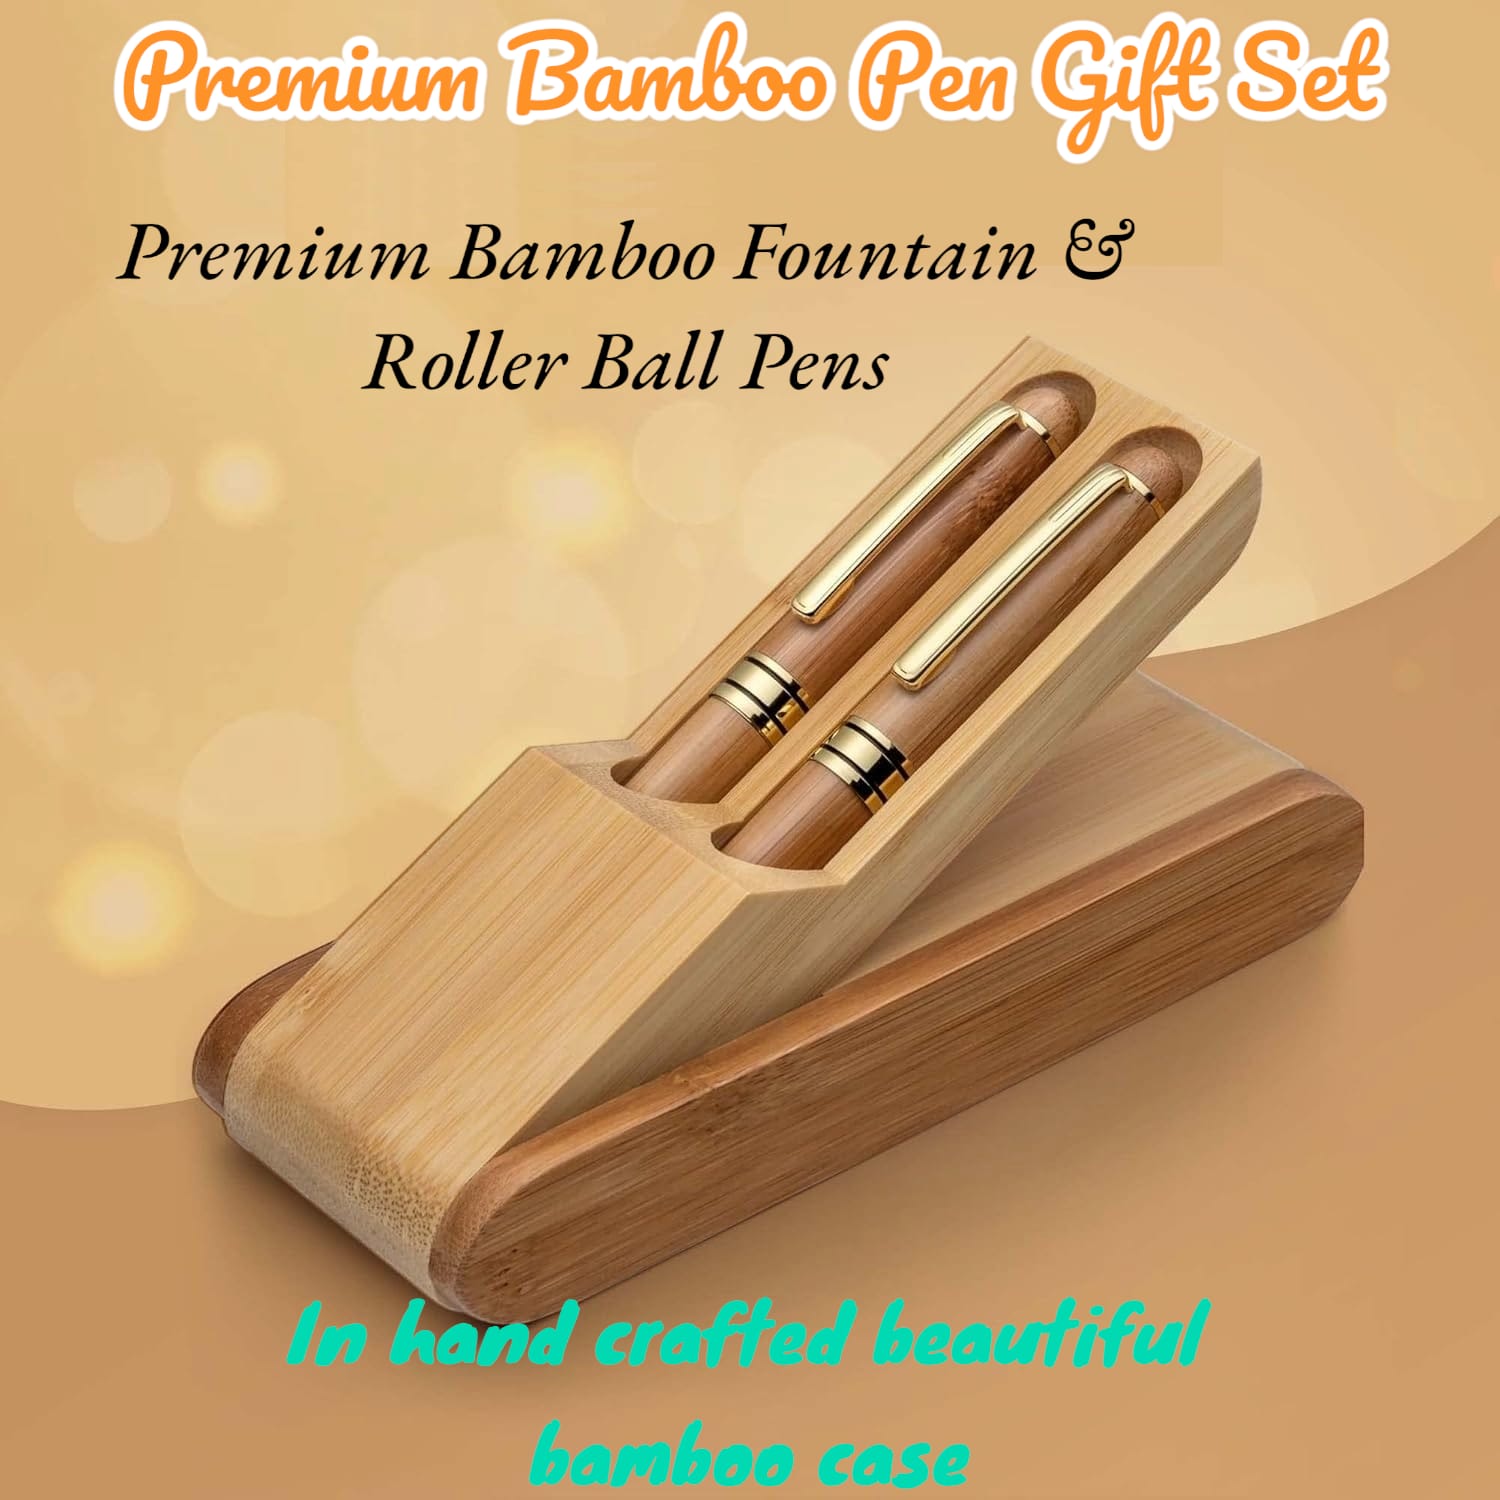 Premium Bamboo Pen Gift Set
Premium Bamboo Fountain &
Roller Ball Pens
In hand crafted beautiful
bamboo case